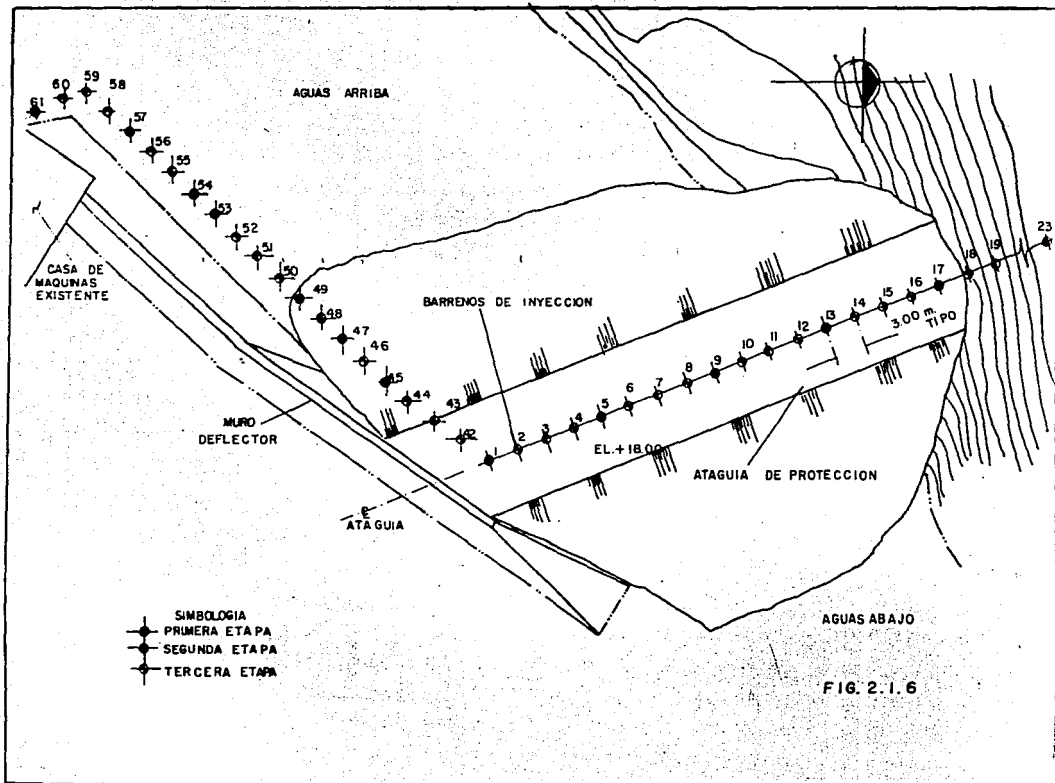 59
60
61
58
57
56
55
54
53
52
51
50
49
48
47
46
45
44
43
42
AGUAS ARRIBA
CASA DE
MAQUINAS
EXISTENTE
BARRENOS DE INYECCION
MURO
DEFLECTOR
1
2
3
4
5
6
7
8
9
10
11
12
13
14
15
16
17
18
19
23
3.00 m.
TIPO
EL.+18.00
ATAGUIA DE PROTECCION
ATAGUIA
SIMBOLOGIA
PRIMERA ETAPA
SEGUNDA ETAPA
TERCERA ETAPA
AGUAS ABAJO
FIG. 2.1.6